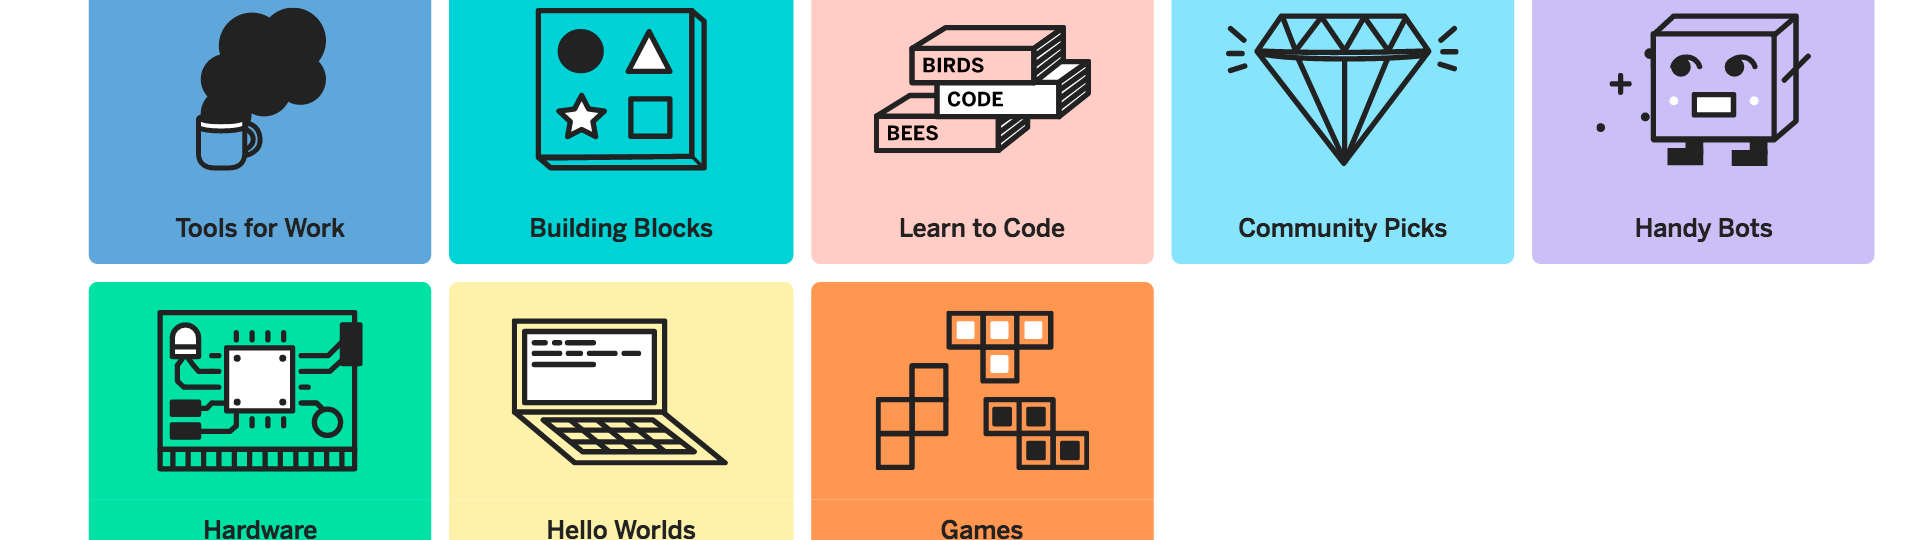 BIRDS
CODE
BEES
Tools for Work
Building Blocks
Learn to Code
Community Picks
Handy Bots
Hardware
Hello Worlds
Games